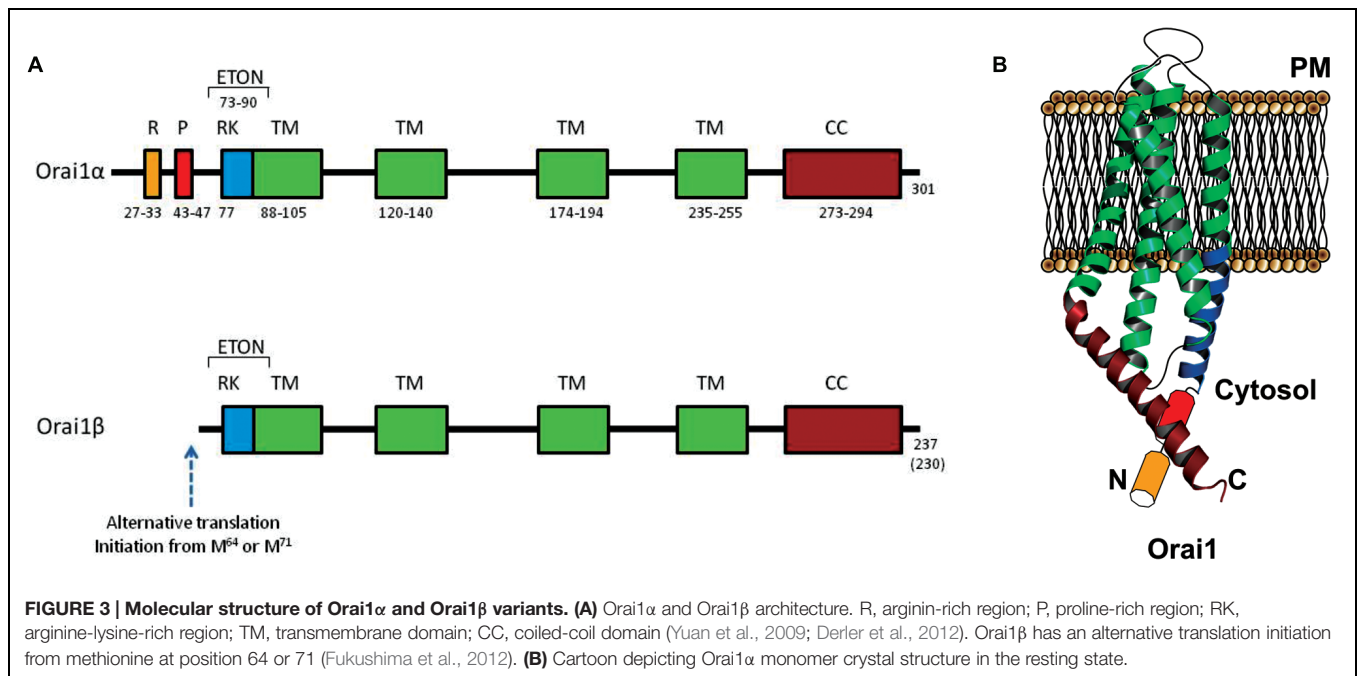 A
ETON
73-90
R P RK TM TM TM TM CC
Orai1α
301
27-33 43-47 77 88-105 120-140 174-194 235-255 273-294
ETON
RK TM TM TM TM CC
Orai1β
237
(230)
Alternative translation
Initiation from M⁶⁴ or M⁷¹
B
PM
Cytosol
N C
Orai1
FIGURE 3 | Molecular structure of Orai1α and Orai1β variants. (A) Orai1α and Orai1β architecture. R, arginin-rich region; P, proline-rich region; RK,
arginine-lysine-rich region; TM, transmembrane domain; CC, coiled-coil domain (Yuan et al., 2009; Derler et al., 2012). Orai1β has an alternative translation initiation
from methionine at position 64 or 71 (Fukushima et al., 2012). (B) Cartoon depicting Orai1α monomer crystal structure in the resting state.